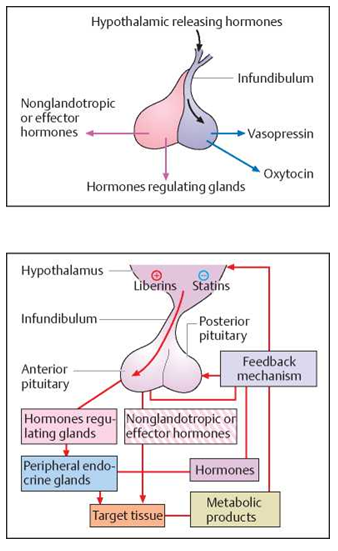 Hypothalamic releasing hormones
Infundibulum
Nonglandotropic
or effector
hormones
Vasopressin
Oxytocin
Hormones regulating glands
Hypothalamus
+
−
Liberins
Statins
Infundibulum
Posterior
pituitary
Anterior
pituitary
Feedback
mechanism
Hormones regu-
lating glands
Nonglandotropic or
effector hormones
Peripheral endo-
crine glands
Hormones
Target tissue
Metabolic
products